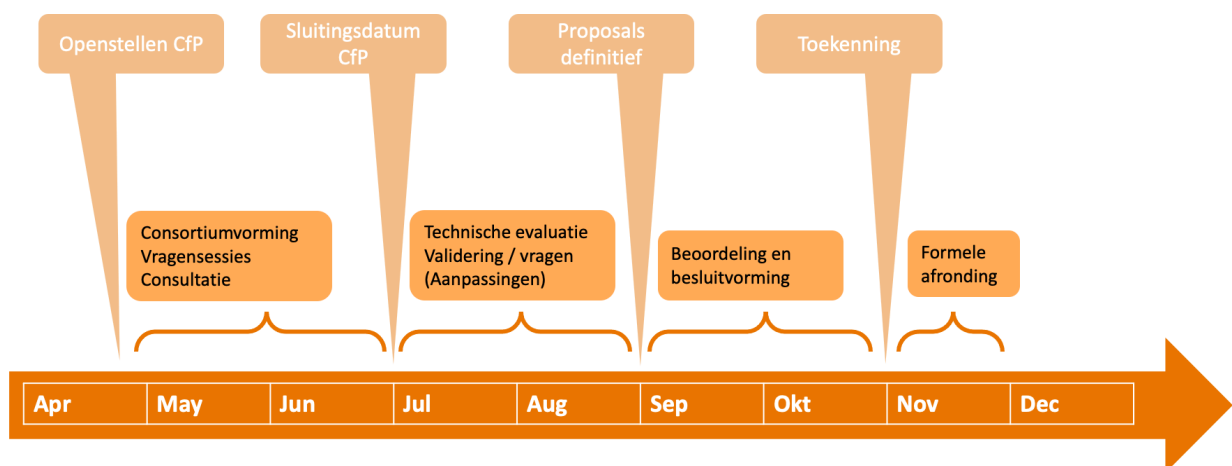 Openstellen CfP
Sluitingsdatum
CfP
Proposals
definitief
Toekenning
Consortiumvorming
Vragensessies
Consultatie
Technische evaluatie
Validering / vragen
(Aanpassingen)
Beoordeling en
besluitvorming
Formele
afronding
Apr May Jun Jul Aug Sep Okt Nov Dec